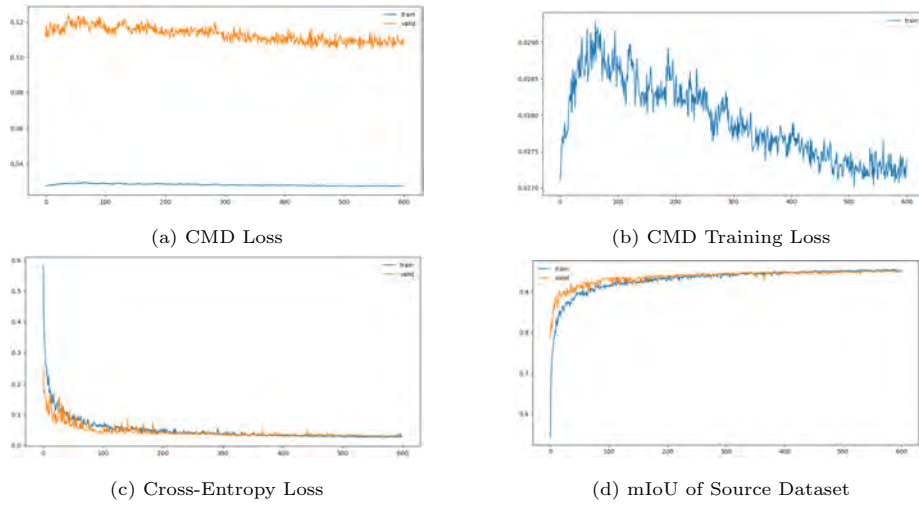 0.12
0.10
0.08
0.06
0.04
0 100 200 300 400 500 600
train
valid
(a) CMD Loss
0.0290
0.0285
0.0280
0.0275
0.0270
0 100 200 300 400 500 600
train
(b) CMD Training Loss
0.6
0.5
0.4
0.3
0.2
0.1
0.0
0 100 200 300 400 500 600
train
valid
(c) Cross-Entropy Loss
0.9
0.8
0.7
0.6
0 100 200 300 400 500 600
train
valid
(d) mIoU of Source Dataset